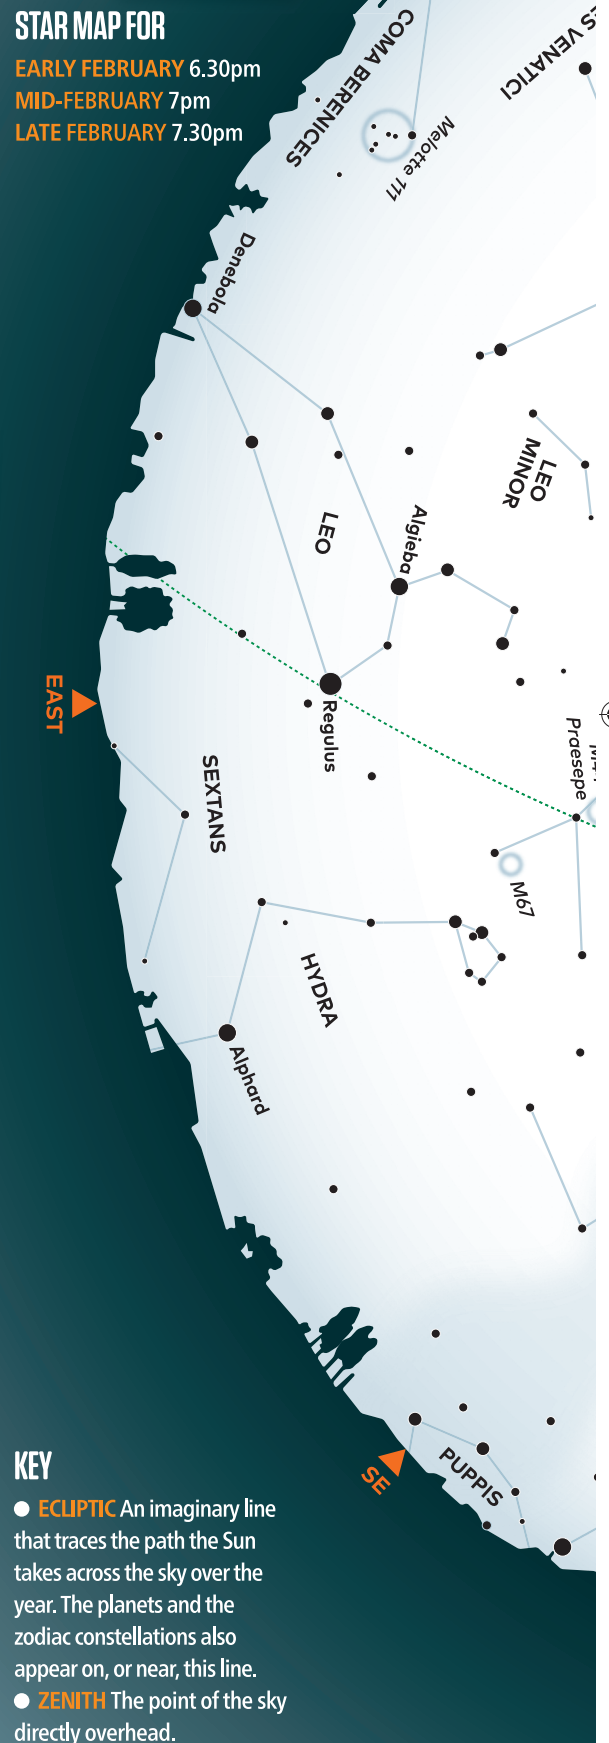 STAR MAP FOR
EARLY FEBRUARY 6.30pm
MID-FEBRUARY 7pm
LATE FEBRUARY 7.30pm
COMA BERENICES
VENATICI
Melotte 111
Denebola
LEO
MINOR
LEO
Algieba
EAST
Regulus
Praesepe
SEXTANS
M67
HYDRA
Alphard
PUPPIS
SE
KEY
● ECLIPTIC An imaginary line
that traces the path the Sun
takes across the sky over the
year. The planets and the
zodiac constellations also
appear on, or near, this line.
● ZENITH The point of the sky
directly overhead.